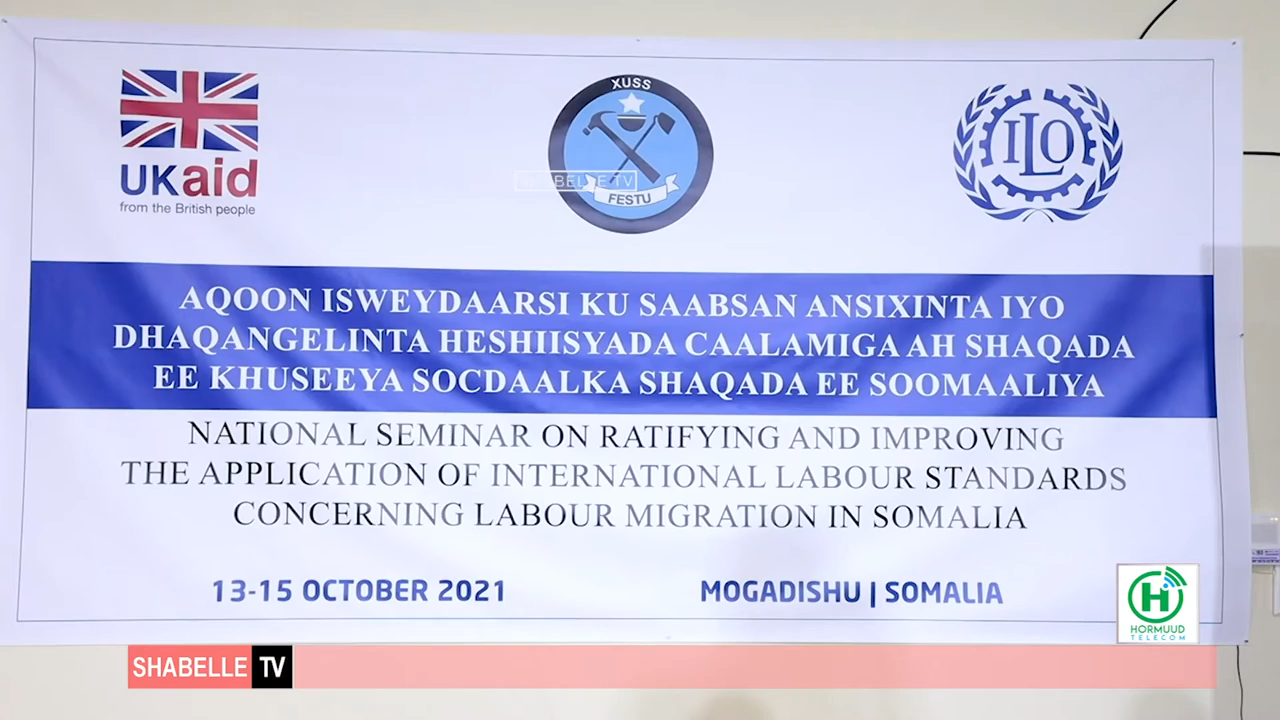 UKaid
from the British people
XUSS
FESTU
SHABELLE TV
ILO
AQOON ISWEYDAARSI KU SAABSAN ANSIXINTA IYO
DHAQANGELINTA HESHIISYADA CAALAMIGA AH SHAQADA
EE KHUSEEYA SOCDAALKA SHAQADA EE SOOMAALIYA
NATIONAL SEMINAR ON RATIFYING AND IMPROVING
THE APPLICATION OF INTERNATIONAL LABOUR STANDARDS
CONCERNING LABOUR MIGRATION IN SOMALIA
13-15 OCTOBER 2021
MOGADISHU | SOMALIA
HORMUUD
TELECOM
SHABELLE TV